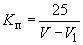 Kп = 25 / (V − V₁)